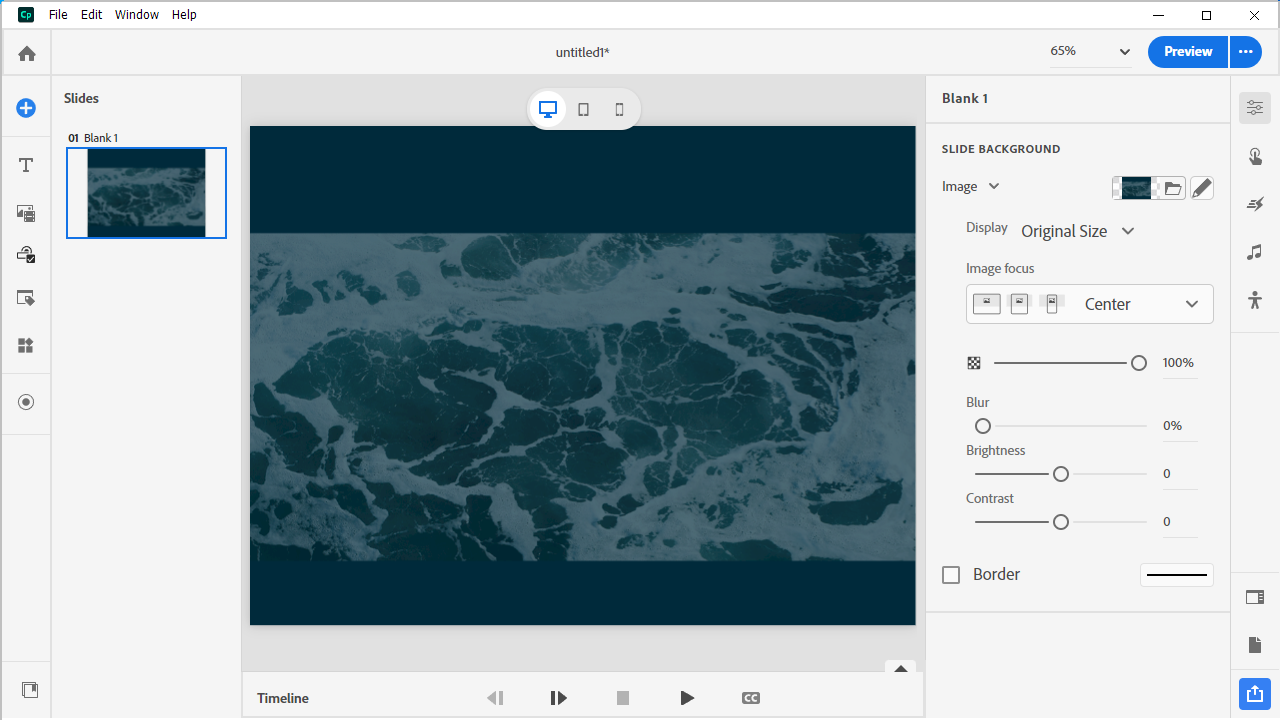 Cp File Edit Window Help
untitled1*
65%
Preview
Slides
01 Blank 1
Blank 1
SLIDE BACKGROUND
Image
Display Original Size
Image focus
Center
100%
Blur
0%
Brightness
0
Contrast
0
Border
Timeline
CC